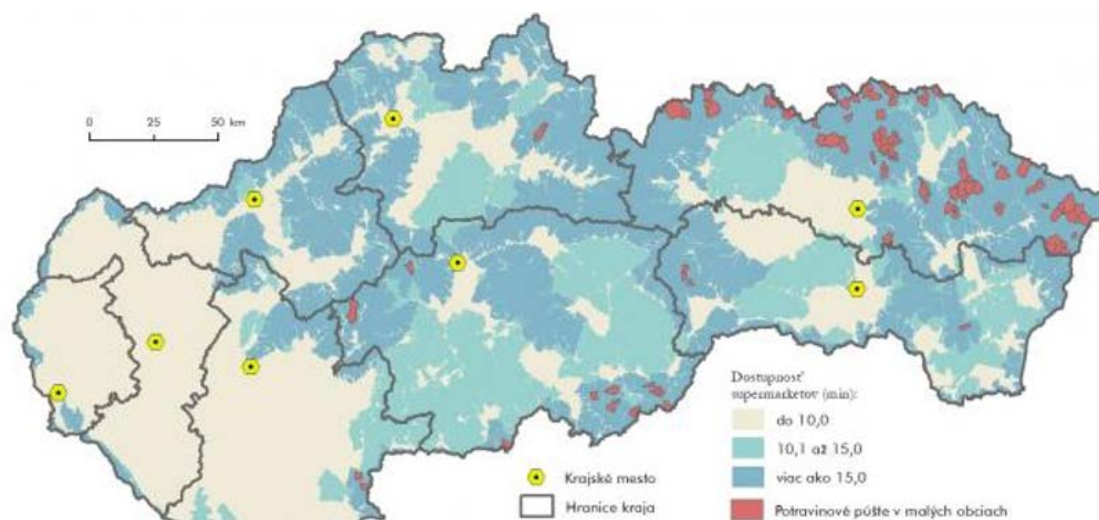 0 25 50 km
Dostupnosť
supermarketov (min):
do 10,0
10,1 až 15,0
viac ako 15,0
Krajské mesto
Hranice kraja
Potravinové púšte v malých obciach